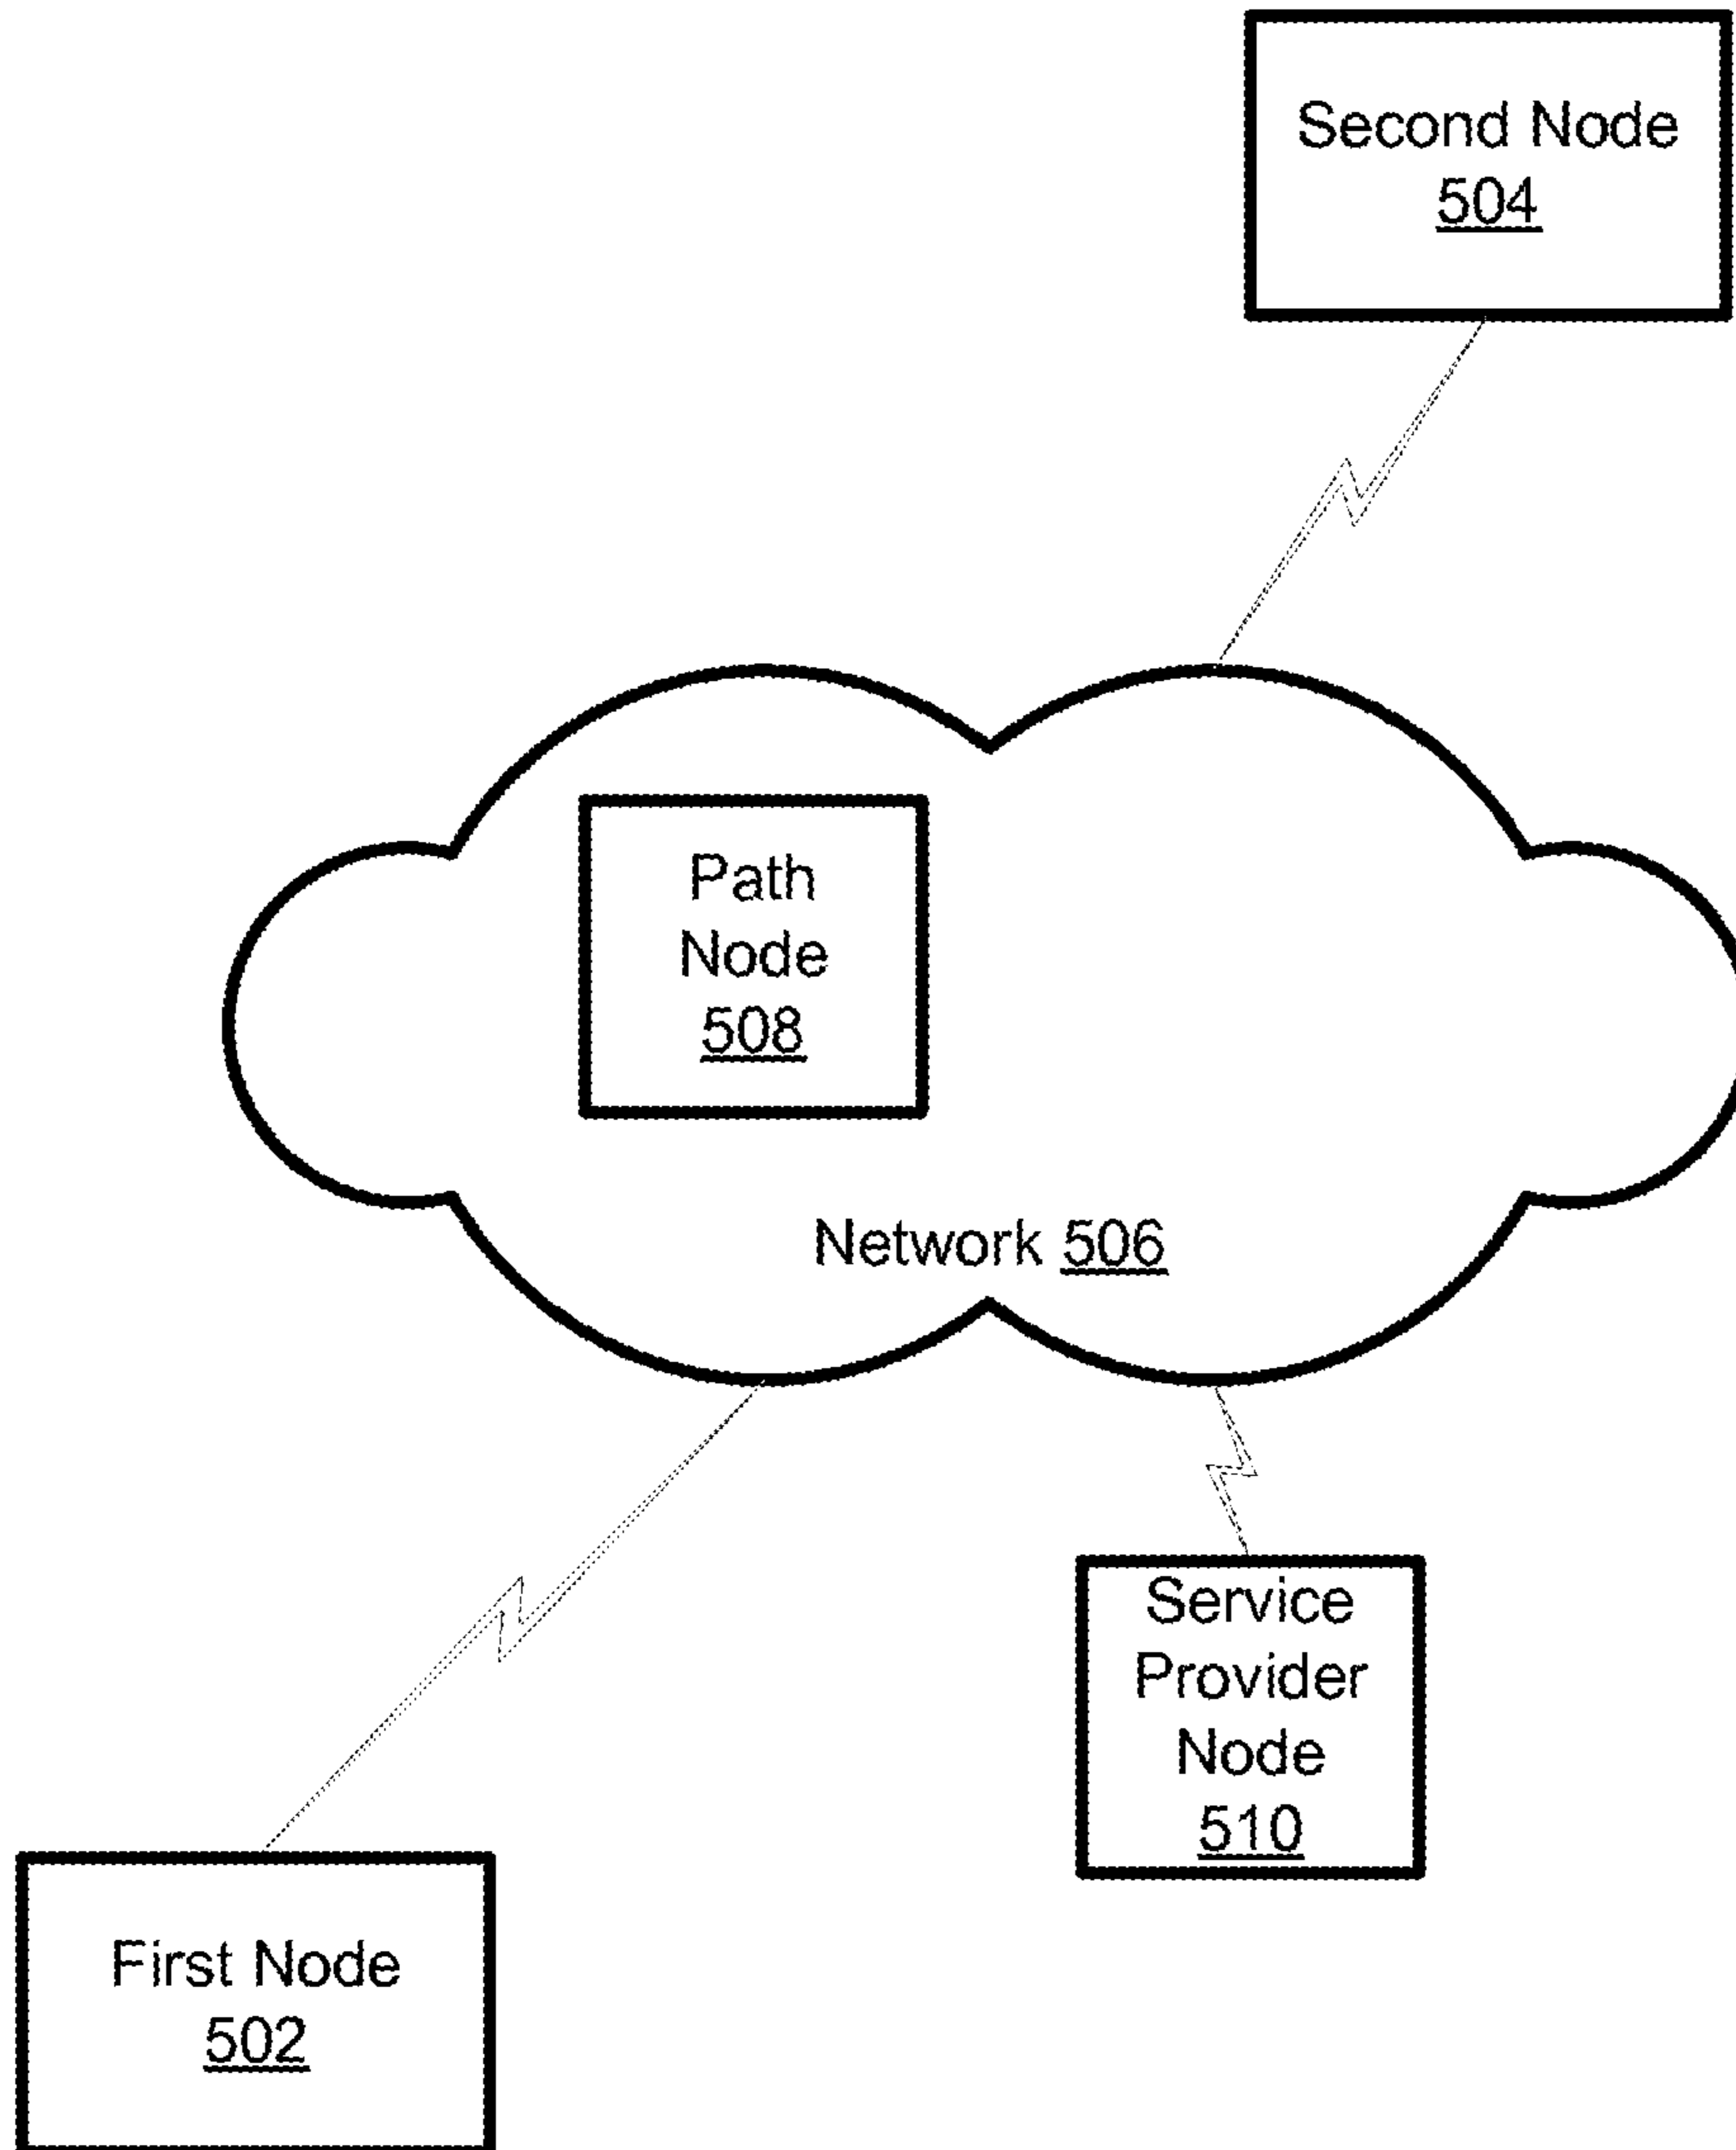 Second Node
504
Path
Node
508
Network 506
Service
Provider
Node
510
First Node
502